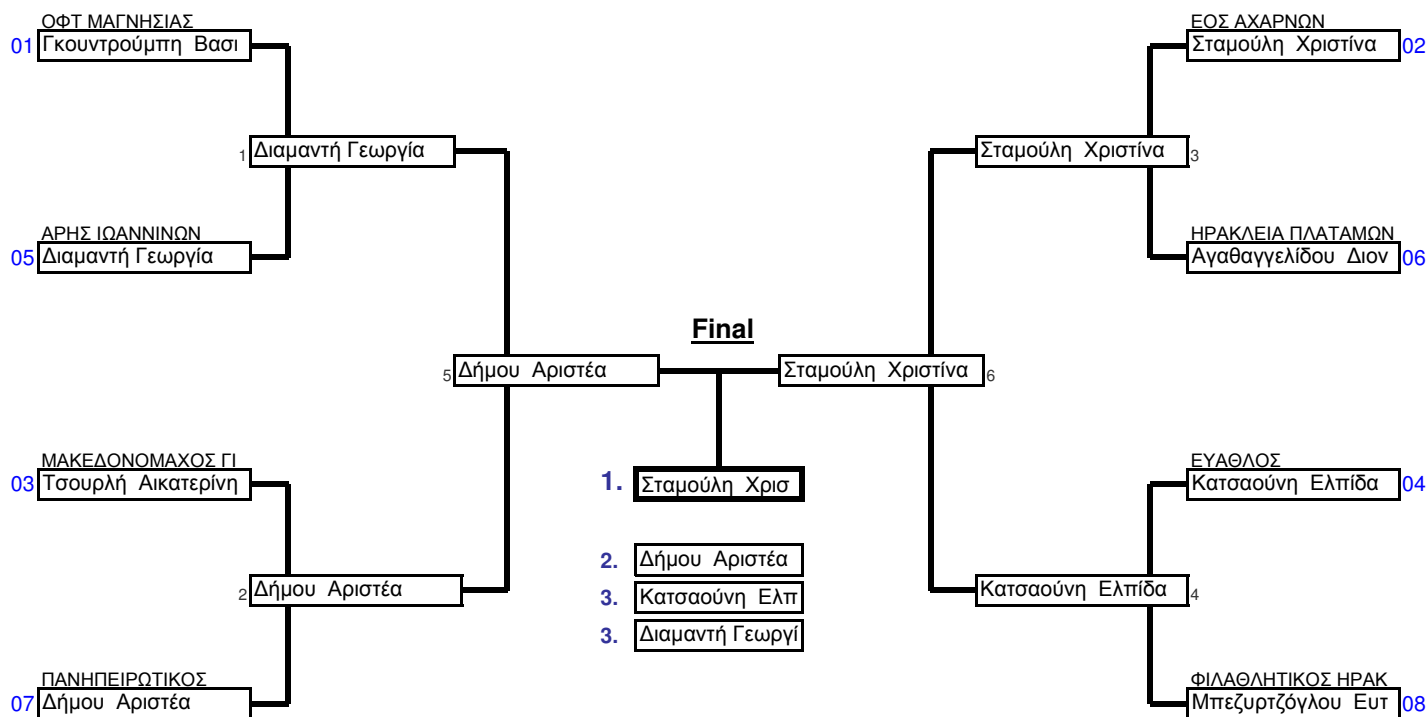 ΟΦΤ ΜΑΓΝΗΣΙΑΣ
01 Γκουντρούμπη Βασι
1 Διαμαντή Γεωργία
ΑΡΗΣ ΙΩΑΝΝΙΝΩΝ
05 Διαμαντή Γεωργία
5 Δήμου Αριστέα
ΜΑΚΕΔΟΝΟΜΑΧΟΣ ΓΙ
03 Τσουρλή Αικατερίνη
2 Δήμου Αριστέα
ΠΑΝΗΠΕΙΡΩΤΙΚΟΣ
07 Δήμου Αριστέα
Final
1. Σταμούλη Χρισ
2. Δήμου Αριστέα
3. Κατσαούνη Ελπ
3. Διαμαντή Γεωργί
ΕΟΣ ΑΧΑΡΝΩΝ
Σταμούλη Χριστίνα 02
Σταμούλη Χριστίνα 3
ΗΡΑΚΛΕΙΑ ΠΛΑΤΑΜΩΝ
Αγαθαγγελίδου Διον 06
Σταμούλη Χριστίνα 6
ΕΥΑΘΛΟΣ
Κατσαούνη Ελπίδα 04
Κατσαούνη Ελπίδα 4
ΦΙΛΑΘΛΗΤΙΚΟΣ ΗΡΑΚ
Μπεζυρτζόγλου Ευτ 08